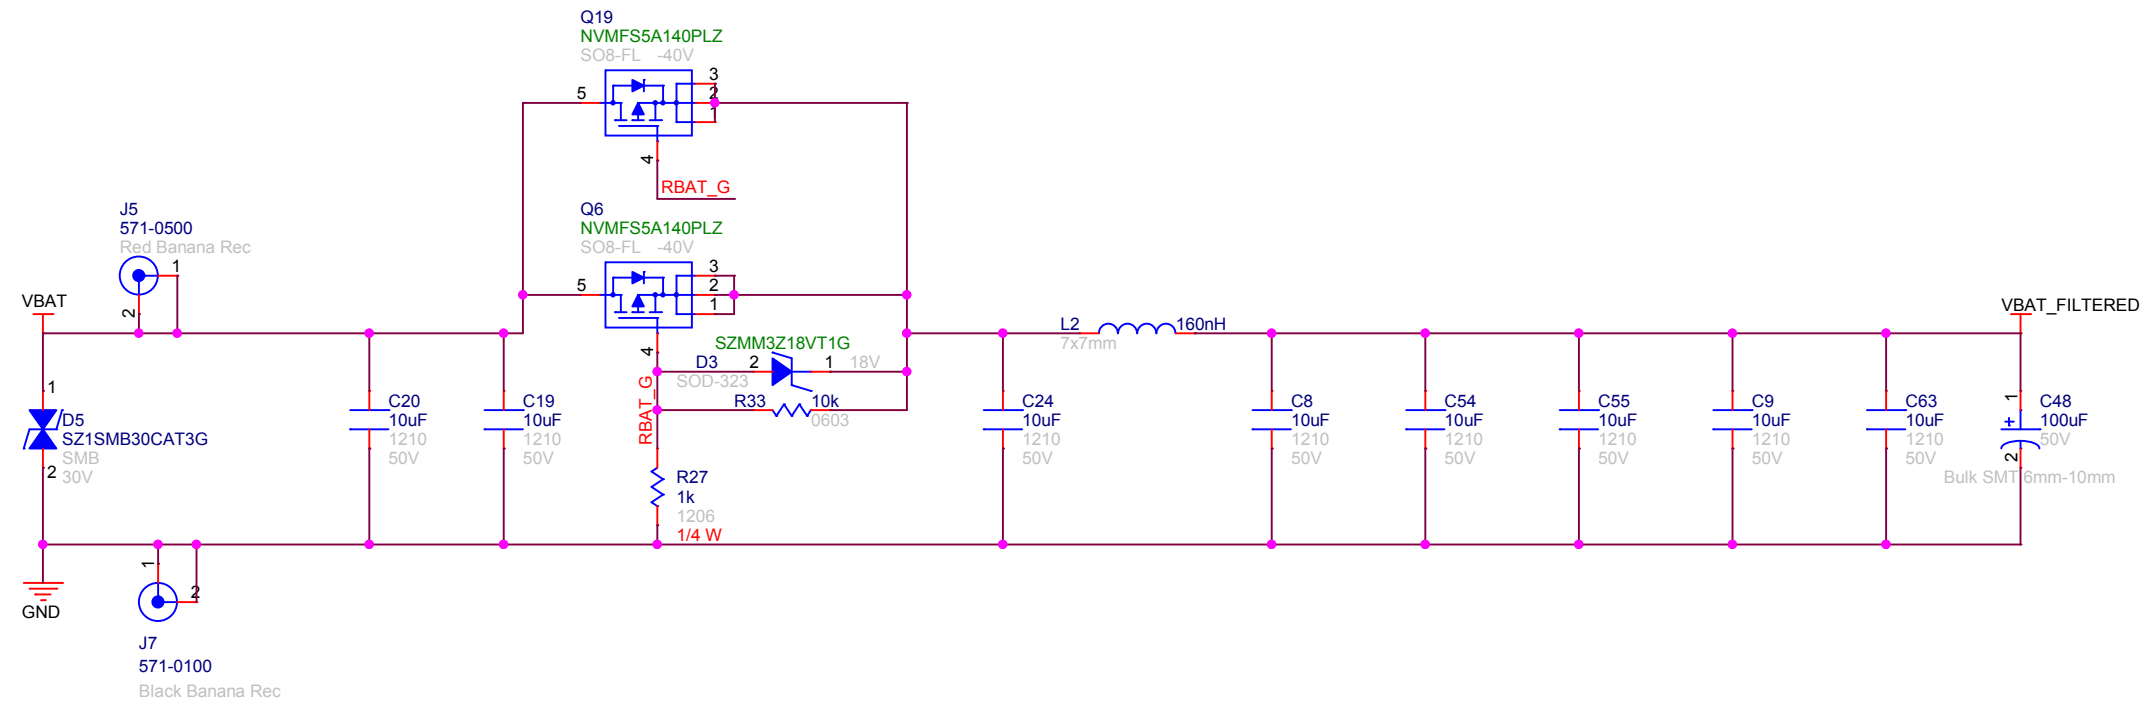 Q19
NVMFS5A140PLZ
SO8-FL -40V
5
3
2
1
4
RBAT_G
Q6
NVMFS5A140PLZ
SO8-FL -40V
5
3
2
1
4
J5
571-0500
Red Banana Rec
1
2
VBAT
SZMM3Z18VT1G
D3
2
1
18V
SOD-323
RBAT_G
R33
10k
0603
R27
1k
1206
1/4 W
L2
160nH
7x7mm
VBAT_FILTERED
1
D5
SZ1SMB30CAT3G
SMB
2
30V
C20
10uF
1210
50V
C19
10uF
1210
50V
C24
10uF
1210
50V
C8
10uF
1210
50V
C54
10uF
1210
50V
C55
10uF
1210
50V
C9
10uF
1210
50V
C63
10uF
1210
50V
1
C48
+
100uF
50V
2
Bulk SMT 6mm-10mm
GND
1
2
J7
571-0100
Black Banana Rec